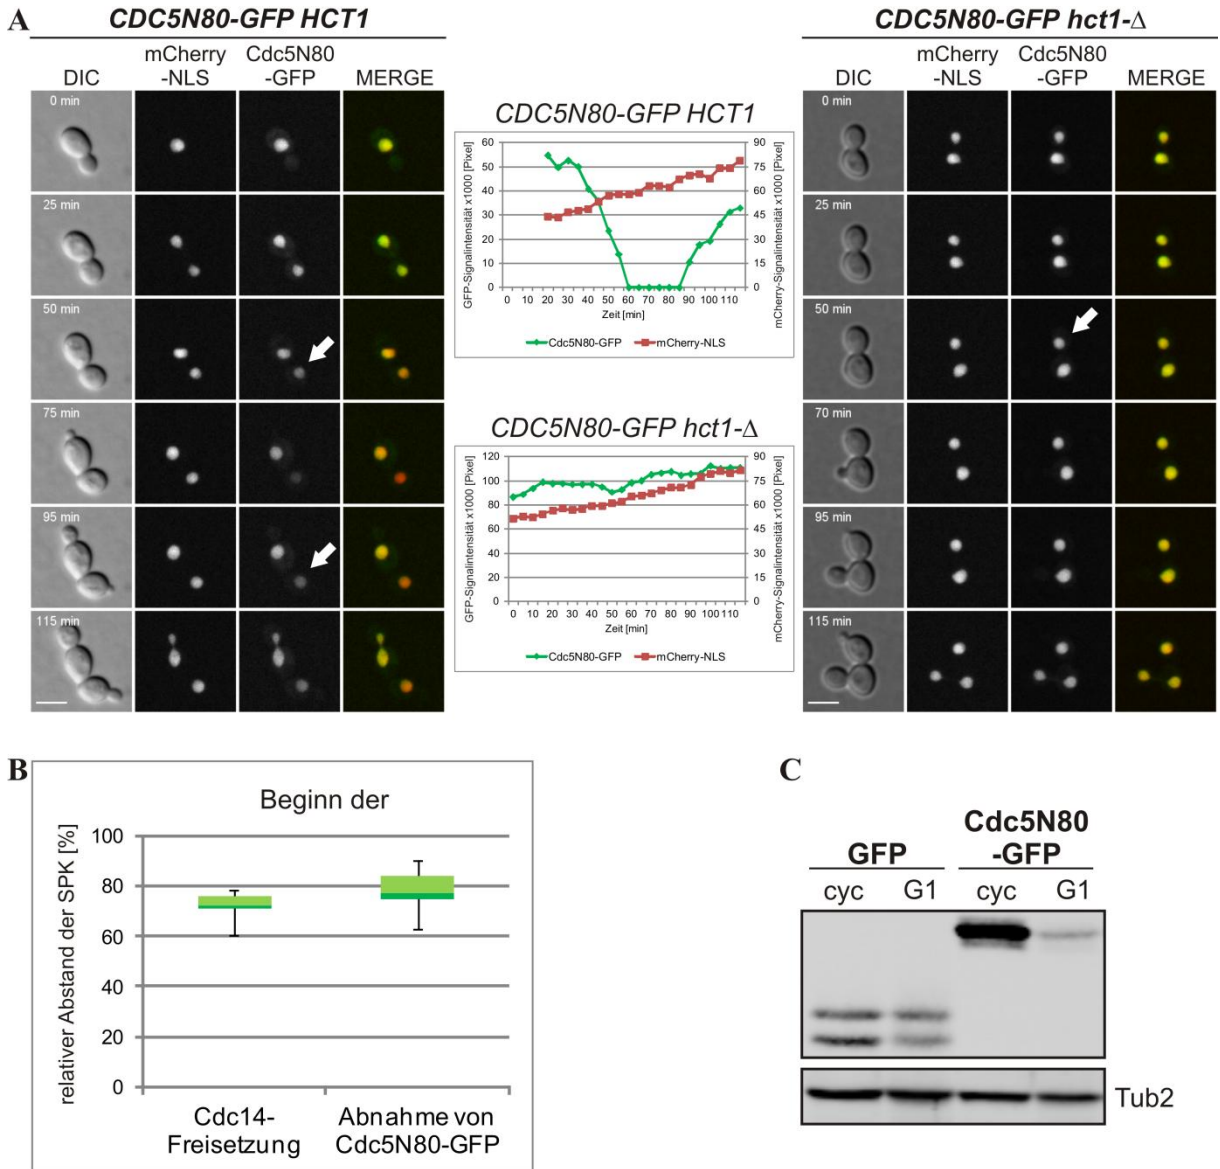 A
CDC5N80-GFP HCT1
DIC
mCherry
-NLS
Cdc5N80
-GFP
MERGE
0 min
25 min
50 min
75 min
95 min
115 min
CDC5N80-GFP HCT1
GFP-Signalintensität x1000 [Pixel]
60
50
40
30
20
10
0
90
75
60
45
30
15
0
mCherry-Signalintensität x1000 [Pixel]
0 10 20 30 40 50 60 70 80 90 100 110
Zeit [min]
Cdc5N80-GFP mCherry-NLS
CDC5N80-GFP hct1-Δ
GFP-Signalintensität x1000 [Pixel]
120
100
80
60
40
20
0
90
75
60
45
30
15
0
mCherry-Signalintensität x1000 [Pixel]
0 10 20 30 40 50 60 70 80 90 100 110
Zeit [min]
Cdc5N80-GFP mCherry-NLS
CDC5N80-GFP hct1-Δ
DIC
mCherry
-NLS
Cdc5N80
-GFP
MERGE
0 min
25 min
50 min
70 min
95 min
115 min
B
Beginn der
relativer Abstand der SPK [%]
100
80
60
40
20
0
Cdc14-
Freisetzung
Abnahme von
Cdc5N80-GFP
C
GFP
Cdc5N80
-GFP
cyc G1 cyc G1
Tub2